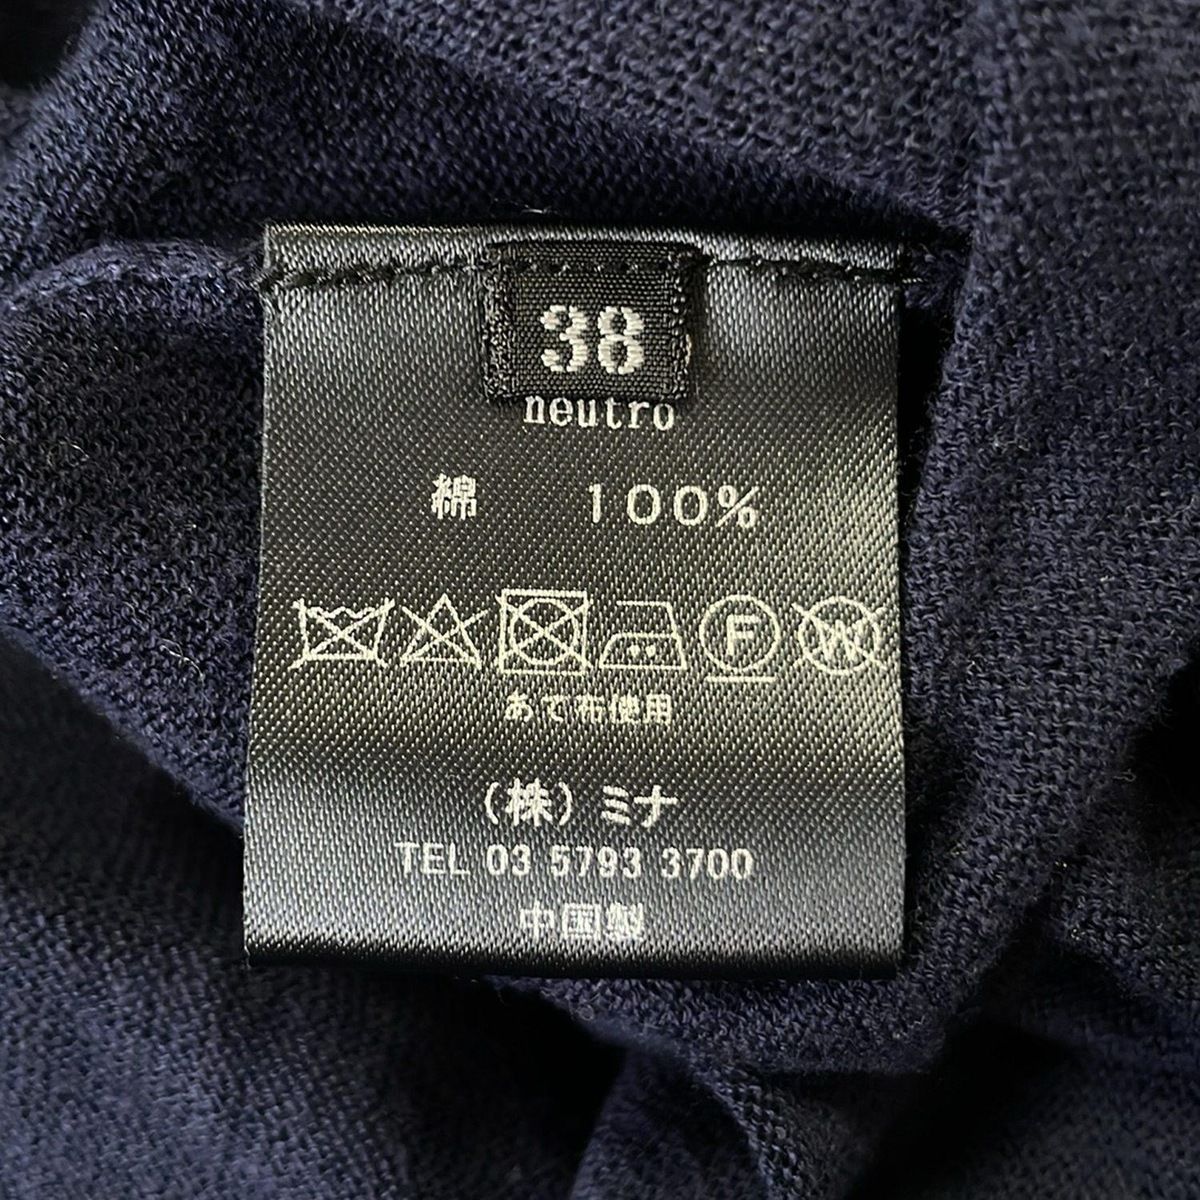 38
neutro
綿 100%
F W
あて布使用
(株)ミナ
TEL 03 5793 3700
中国製